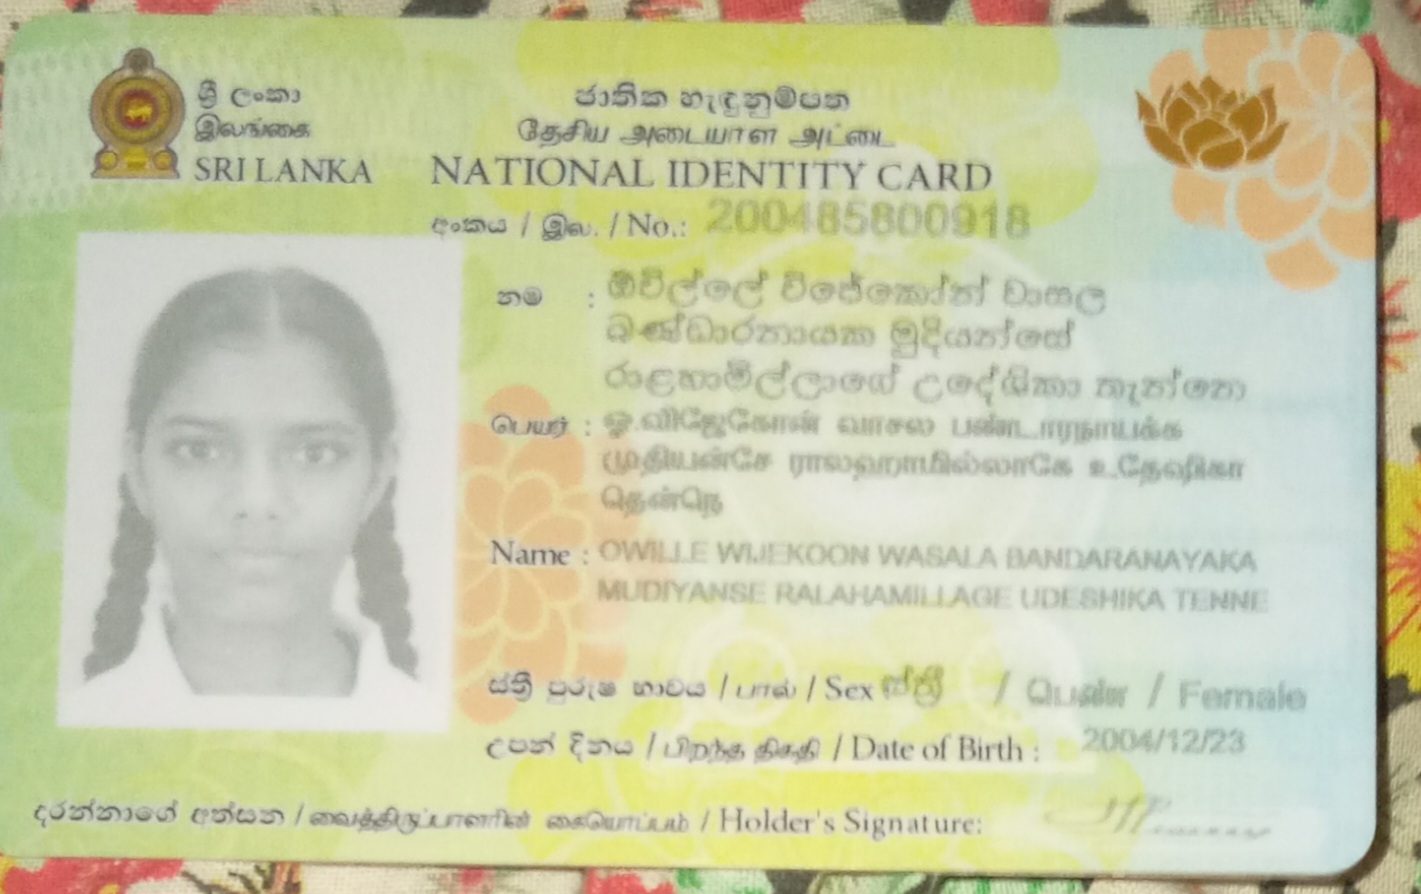 ශ්‍රී ලංකා
இலங்கை
SRI LANKA
ජාතික හැඳුනුම්පත
தேசிய அடையாள அட்டை
NATIONAL IDENTITY CARD
අංකය / இல. / No.: 200485800918
නම : ඕවිල්ලේ විජේකෝන් වාසල
බණ්ඩාරනායක මුදියන්සේ
රාළහාමිල්ලාගේ උදේශිකා තැන්නෙ
பெயர் : ஓ.விஜேகோன் வாசல பண்டாரநாயக்க
முதியன்சே ராலஹாமில்லாகே உதேஷிகா
தென்நெ
Name : OWILLE WIJEKOON WASALA BANDARANAYAKA
MUDIYANSE RALAHAMILLAGE UDESHIKA TENNE
ස්ත්‍රී පුරුෂ භාවය / பால் / Sex ස්ත්‍රී / பெண் / Female
උපන් දිනය / பிறந்த திகதி / Date of Birth : 2004/12/23
දරන්නාගේ අත්සන / வைத்திருப்பாளரின் கையொப்பம் / Holder's Signature: